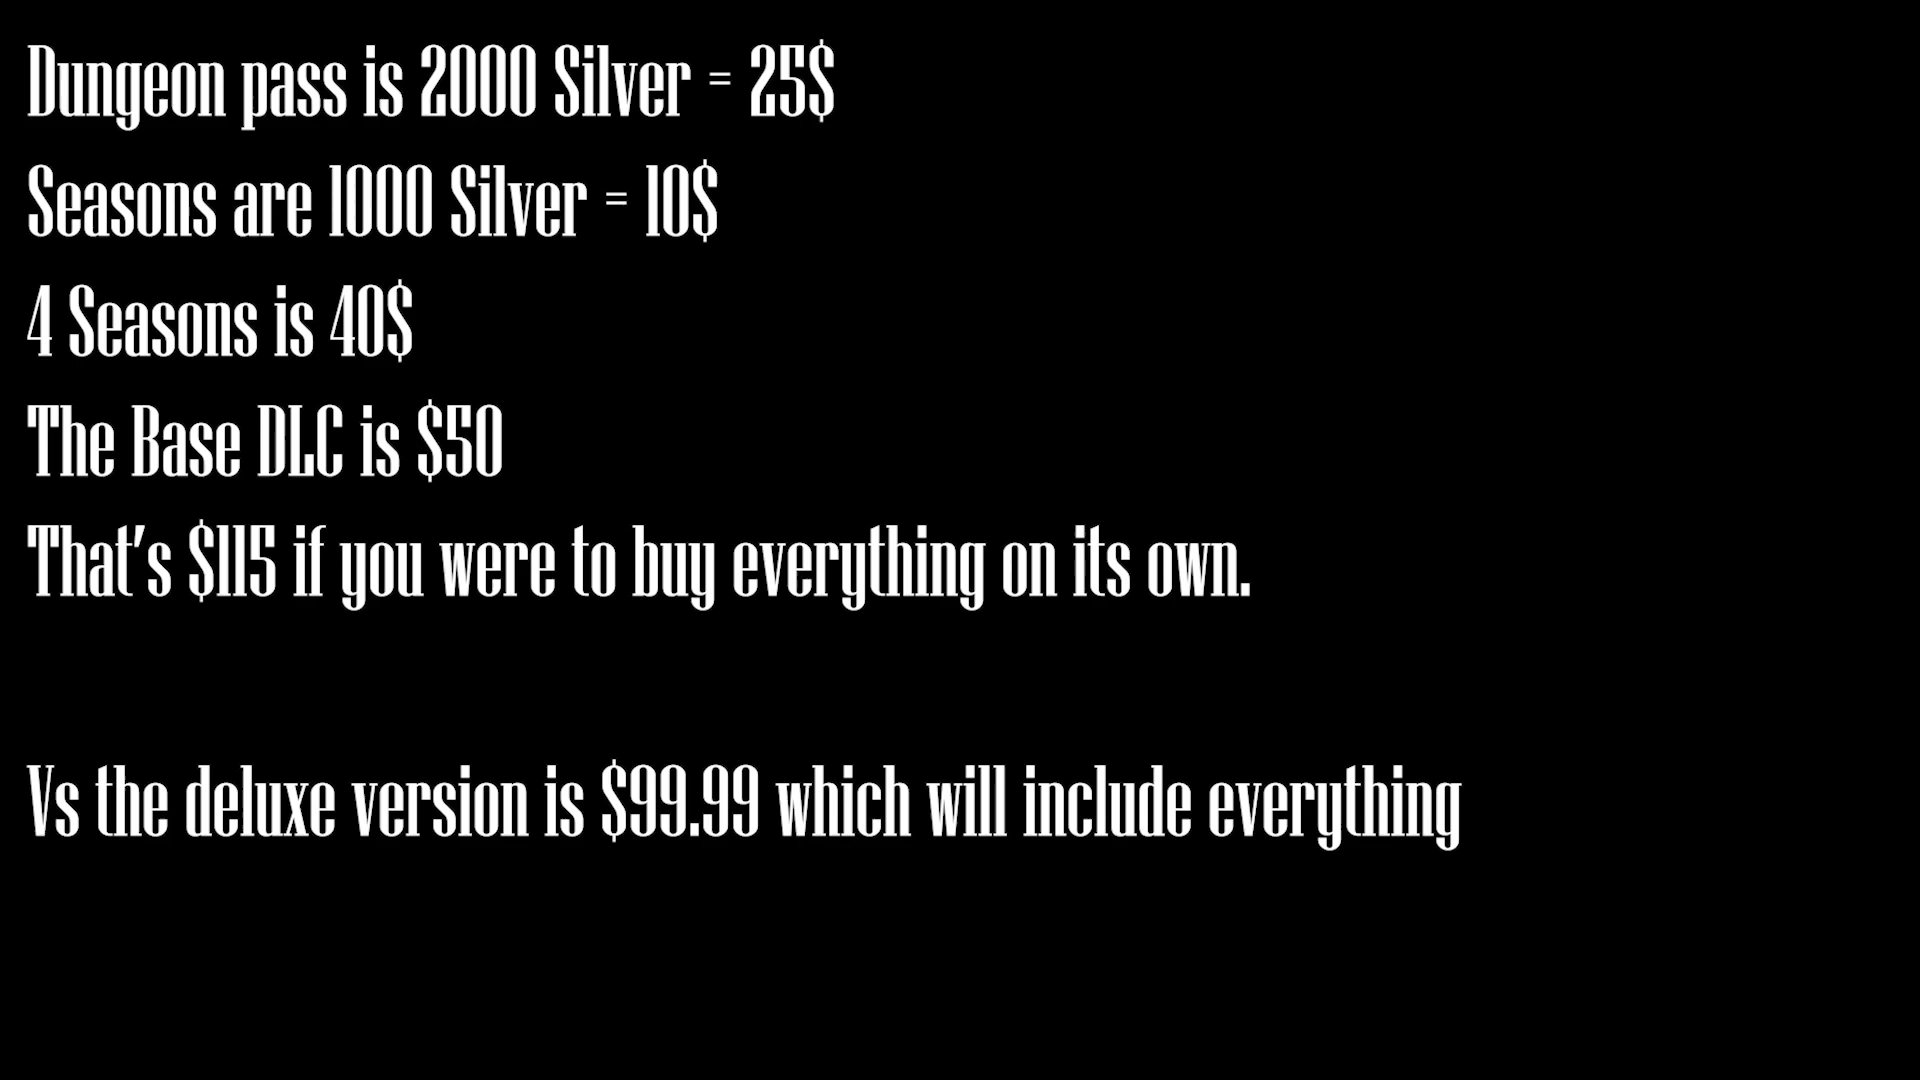 Dungeon pass is 2000 Silver = 25$
Seasons are 1000 Silver = 10$
4 Seasons is 40$
The Base DLC is $50
That's $115 if you were to buy everything on its own.
Vs the deluxe version is $99.99 which will include everything